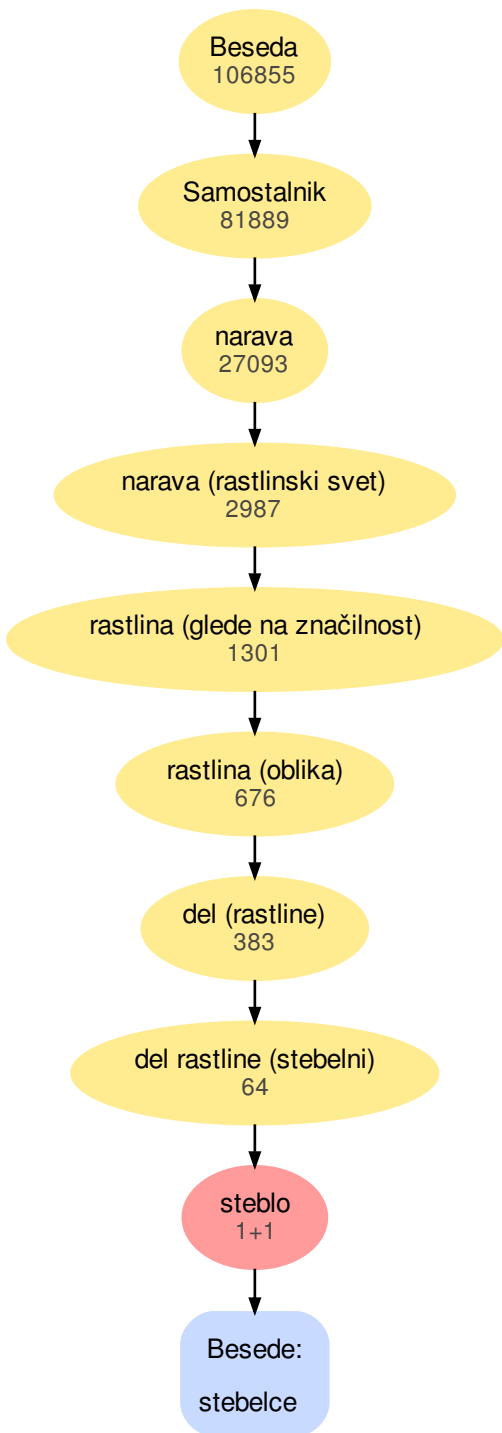 Beseda
106855
Samostalnik
81889
narava
27093
narava (rastlinski svet)
2987
rastlina (glede na značilnost)
1301
rastlina (oblika)
676
del (rastline)
383
del rastline (stebelni)
64
steblo
1+1
Besede:
stebelce